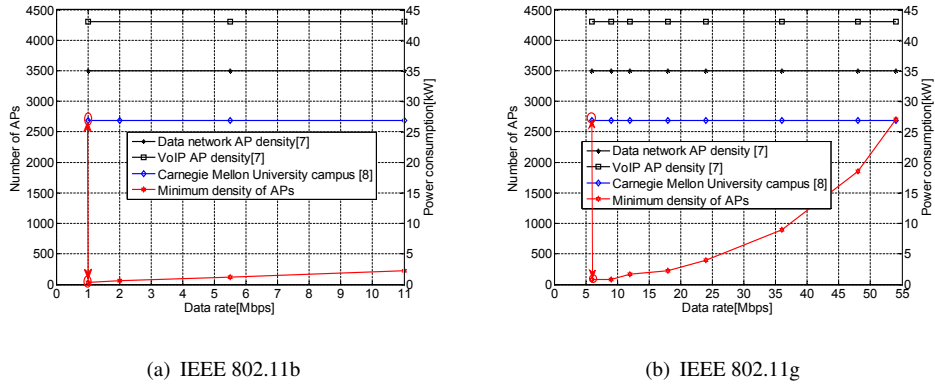 4500
4000
3500
3000
2500
2000
1500
1000
500
0
Number of APs
0 1 2 3 4 5 6 7 8 9 10 11
Data rate[Mbps]
45
40
35
30
25
20
15
10
5
0
Power consumption[kW]
Data network AP density[7]
VoIP AP density[7]
Carnegie Mellon University campus [8]
Minimum density of APs
(a) IEEE 802.11b
4500
4000
3500
3000
2500
2000
1500
1000
500
0
Number of APs
0 5 10 15 20 25 30 35 40 45 50 55
Data rate[Mbps]
45
40
35
30
25
20
15
10
5
0
Power consumption[kW]
Data network AP density [7]
VoIP AP density [7]
Carnegie Mellon University campus [8]
Minimum density of APs
(b) IEEE 802.11g